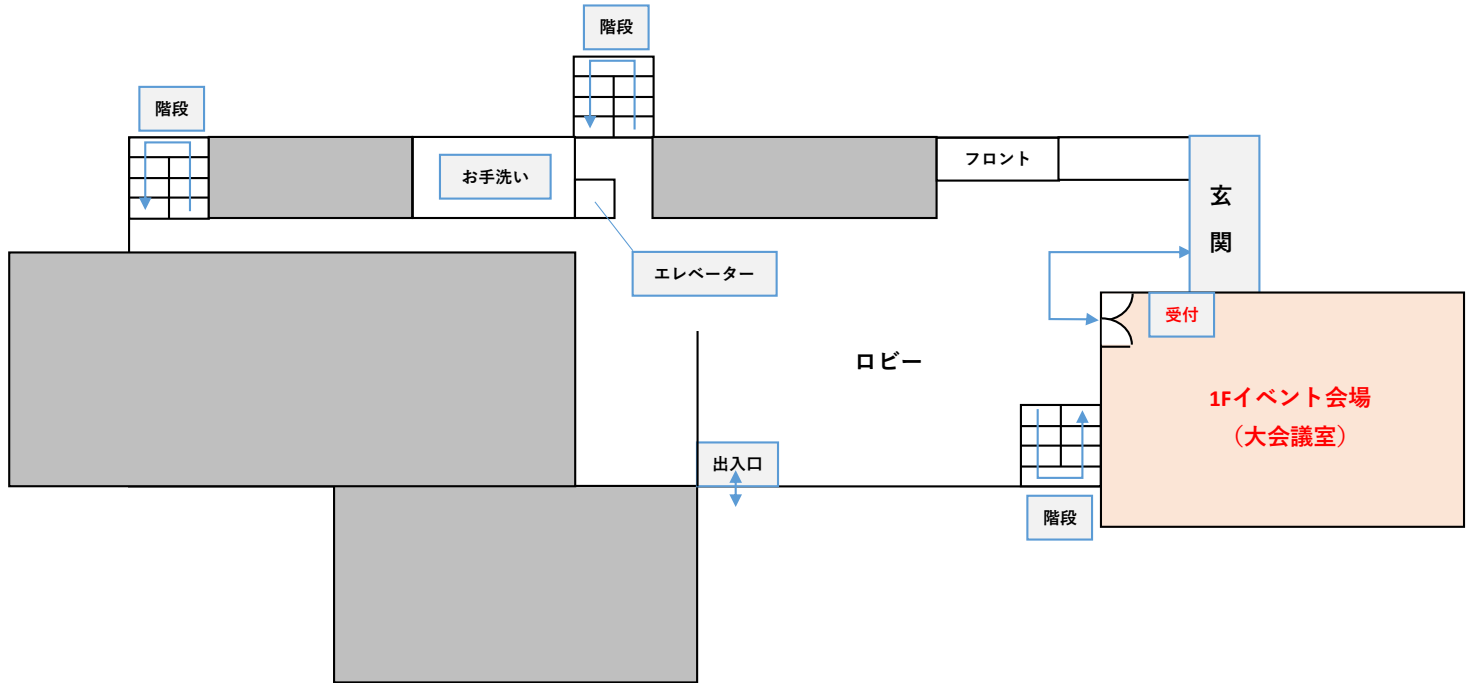 階段
階段
お手洗い
フロント
玄
関
エレベーター
受付
ロビー
1Fイベント会場
（大会議室）
出入口
階段